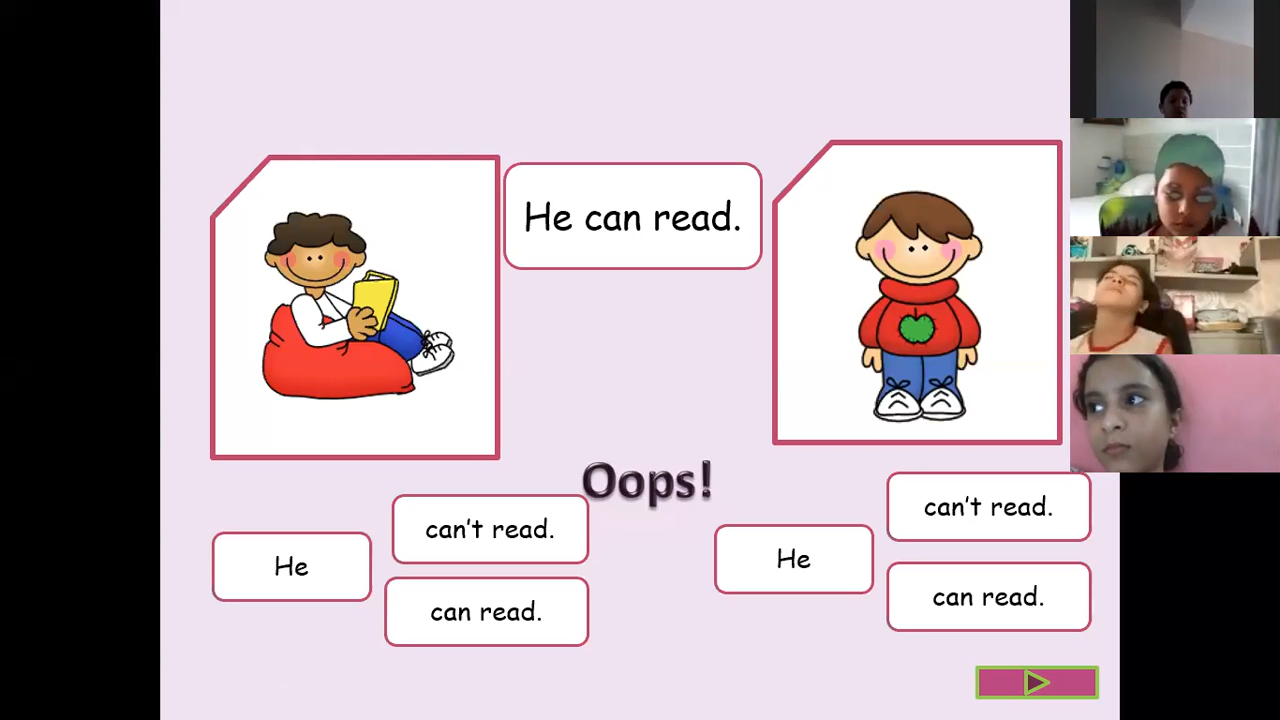 He can read.
Oops!
He
can't read.
can read.
He
can't read.
can read.